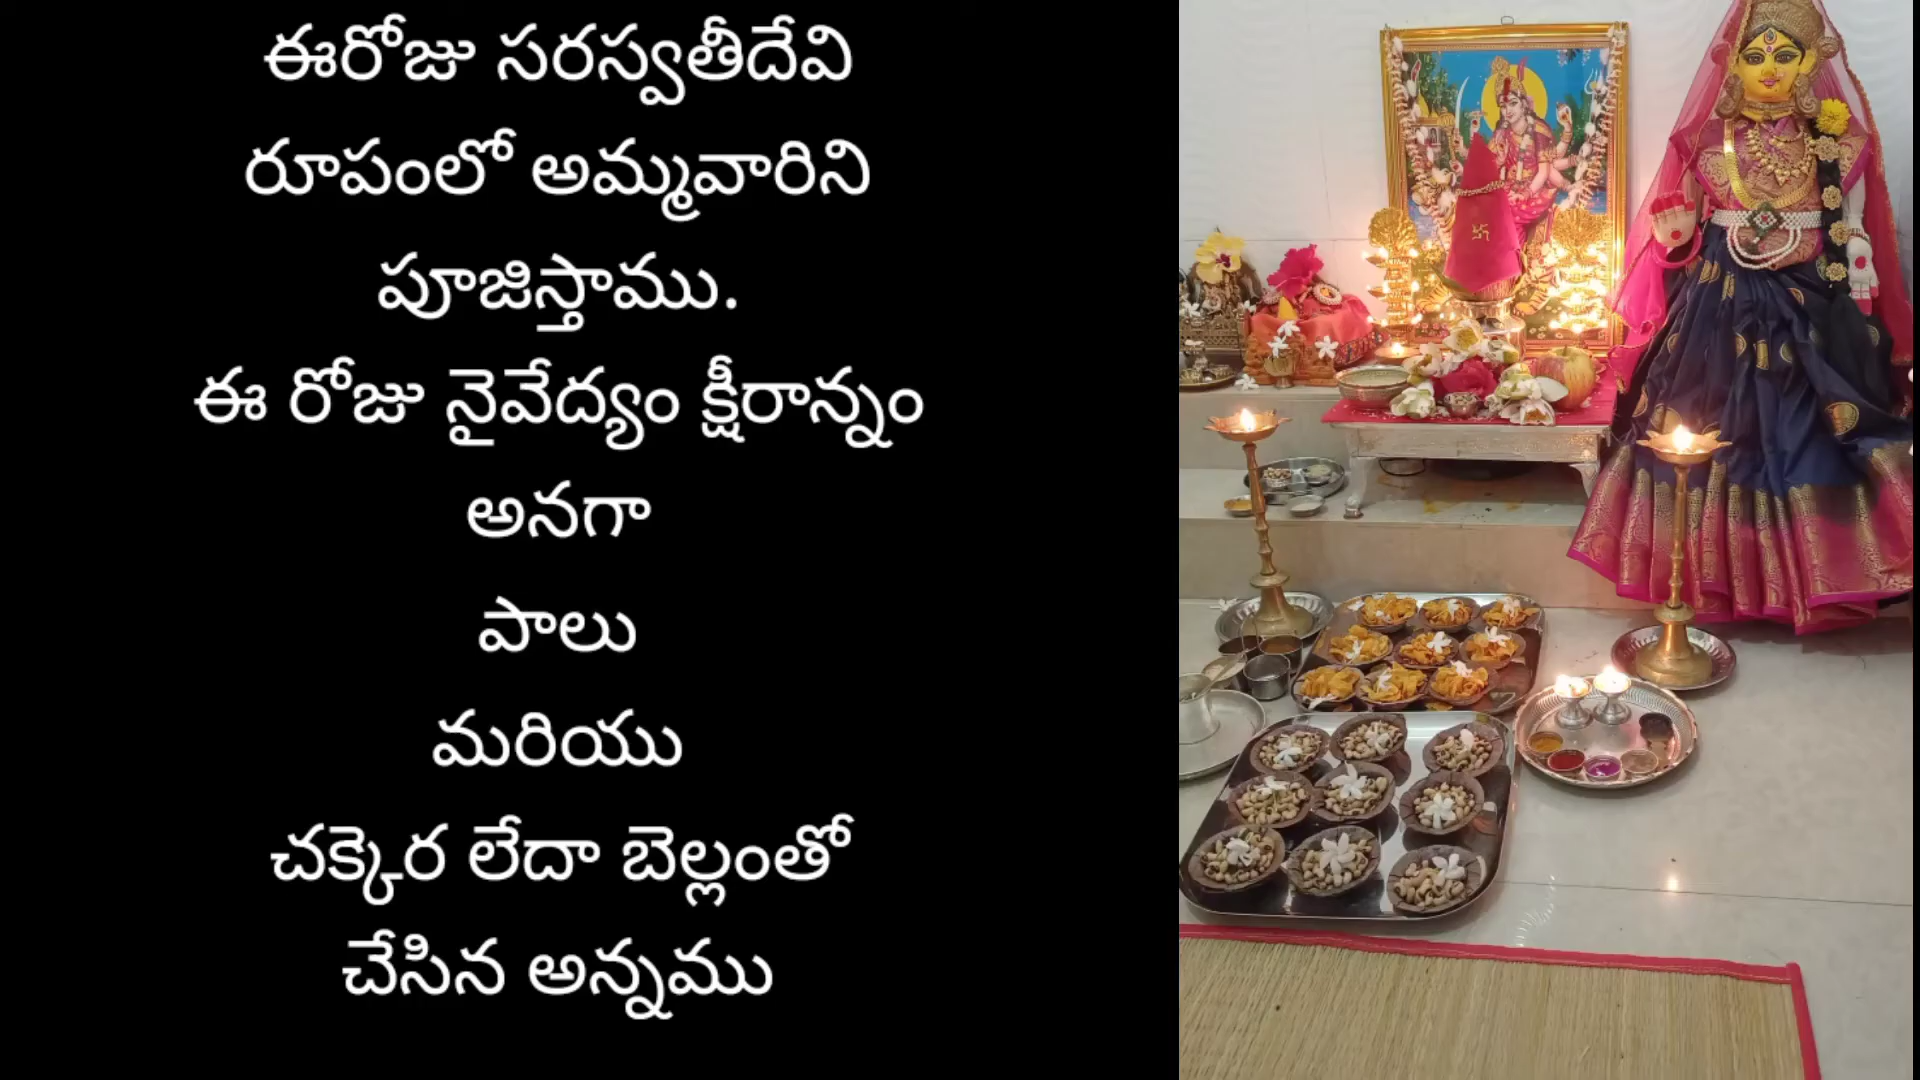 ఈరోజు సరస్వతీదేవి
రూపంలో అమ్మవారిని
పూజిస్తాము.
ఈ రోజు నైవేద్యం క్షీరాన్నం
అనగా
పాలు
మరియు
చక్కెర లేదా బెల్లంతో
చేసిన అన్నము